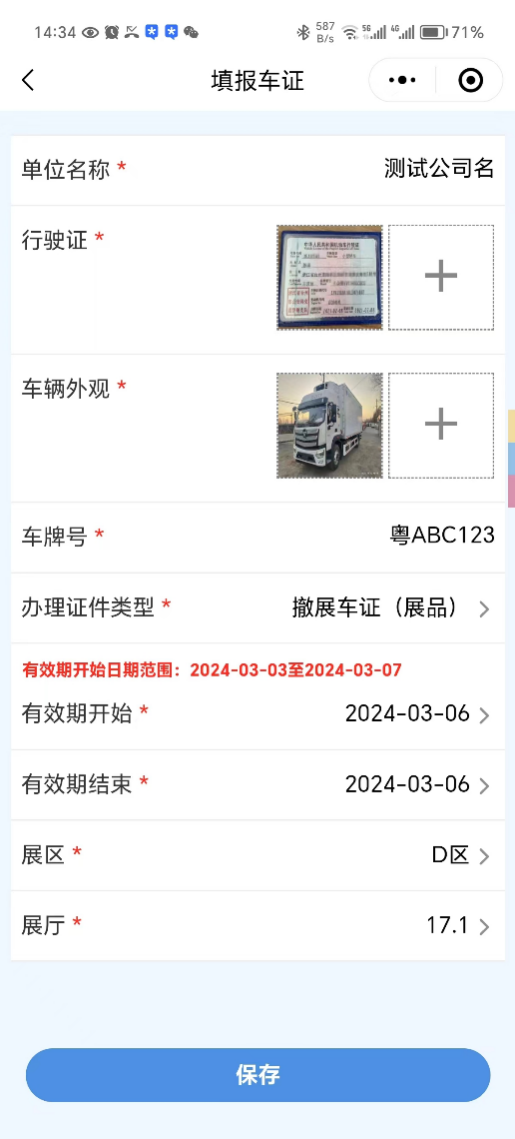 14:34 587 B/s 5G 4G 71%
填报车证
单位名称 * 测试公司名
行驶证 *
车辆外观 *
车牌号 * 粤ABC123
办理证件类型 * 撤展车证（展品）
有效期开始日期范围：2024-03-03至2024-03-07
有效期开始 * 2024-03-06
有效期结束 * 2024-03-06
展区 * D区
展厅 * 17.1
保存